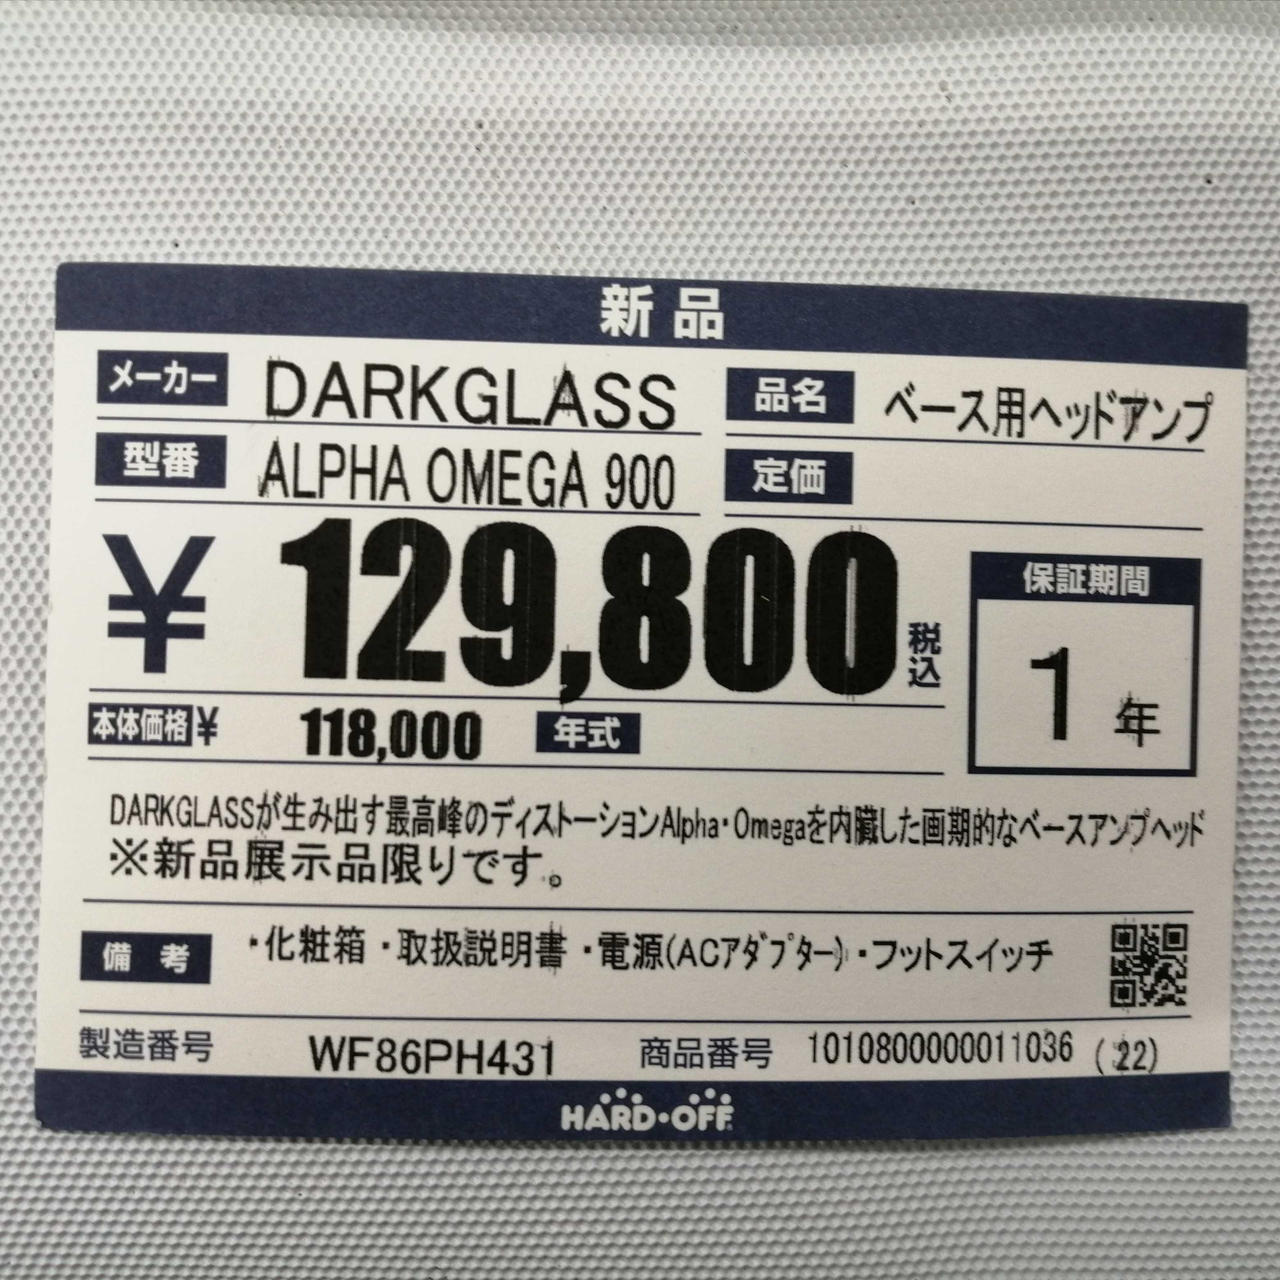 新品
メーカー DARKGLASS 品名 ベース用ヘッドアンプ
型番 ALPHA OMEGA 900 定価
¥ 129,800 税込 保証期間 1 年
本体価格 ¥ 118,000 年式
DARKGLASSが生み出す最高峰のディストーションAlpha・Omegaを内臓した画期的なベースアンプヘッド
※新品展示品限りです。
備考 ・化粧箱 ・取扱説明書 ・電源(ACアダプター)・フットスイッチ
製造番号 WF86PH431 商品番号 1010800000011036 (22)
HARD・OFF